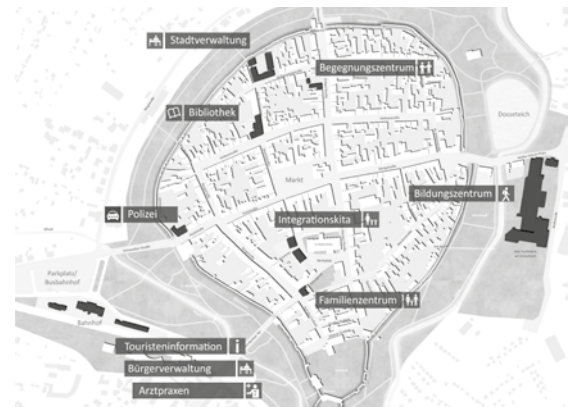 Stadtverwaltung
Begegnungszentrum
Bibliothek
Dosseteich
Markt
Bildungszentrum
Polizei
Integrationskita
Parkplatz/
Busbahnhof
Familienzentrum
Bahnhof
Touristeninformation
Bürgerverwaltung
Arztpraxen